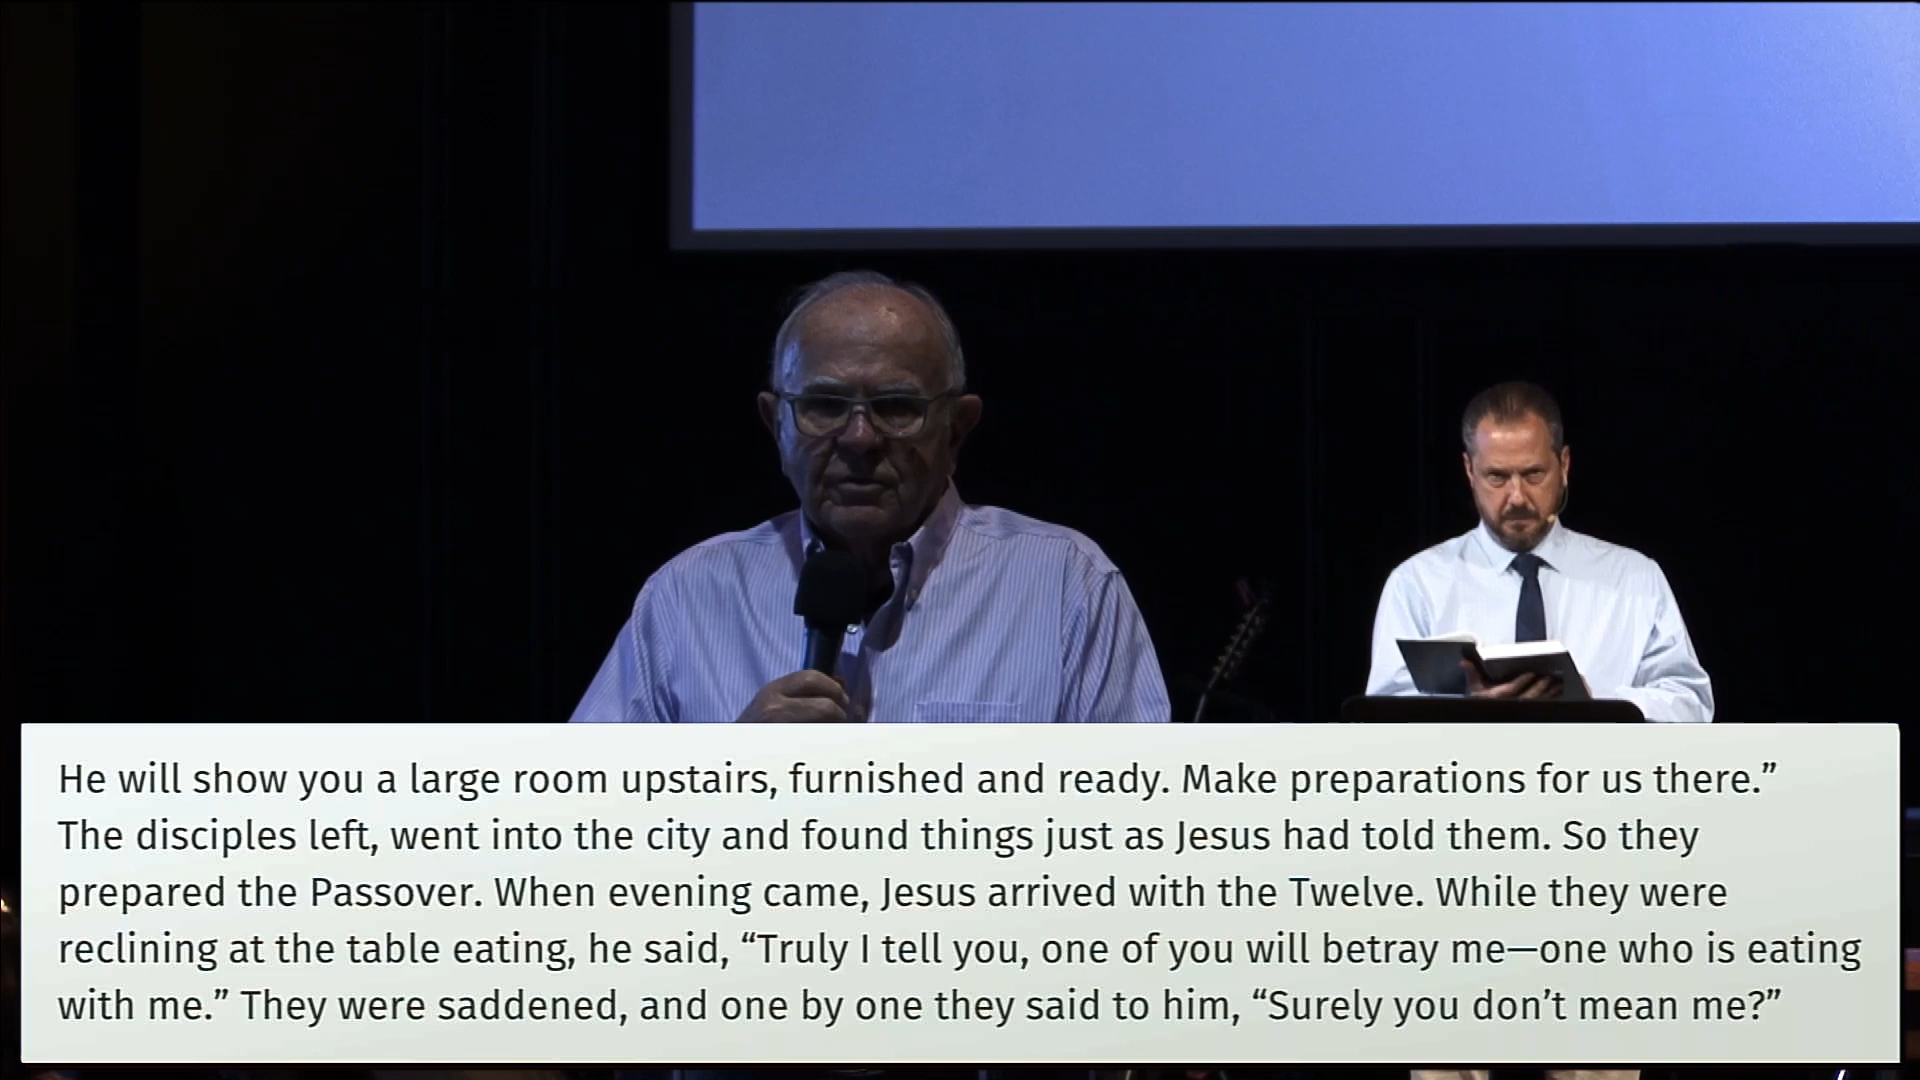 He will show you a large room upstairs, furnished and ready. Make preparations for us there.”
The disciples left, went into the city and found things just as Jesus had told them. So they
prepared the Passover. When evening came, Jesus arrived with the Twelve. While they were
reclining at the table eating, he said, “Truly I tell you, one of you will betray me—one who is eating
with me.” They were saddened, and one by one they said to him, “Surely you don’t mean me?”